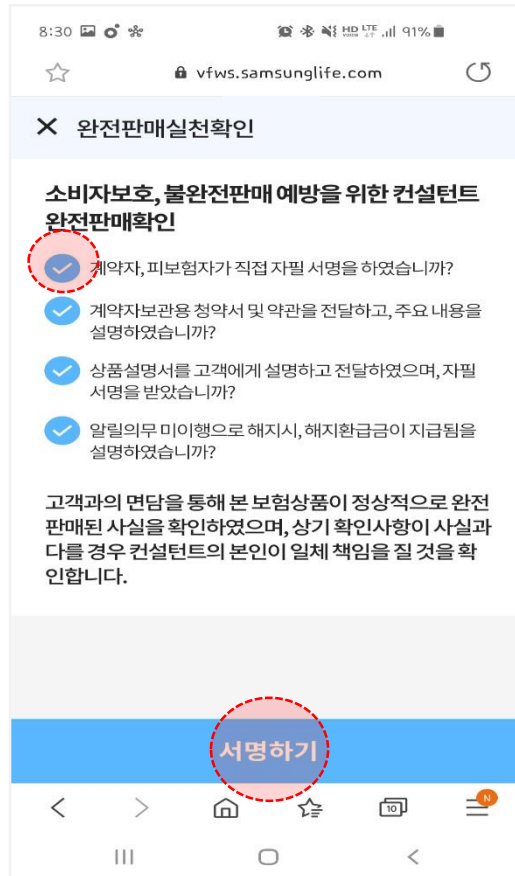 8:30
HD LTE 91%
vfws.samsunglife.com
완전판매실천확인
소비자보호, 불완전판매 예방을 위한 컨설턴트
완전판매확인
계약자, 피보험자가 직접 자필 서명을 하였습니까?
계약자보관용 청약서 및 약관을 전달하고, 주요 내용을
설명하였습니까?
상품설명서를 고객에게 설명하고 전달하였으며, 자필
서명을 받았습니까?
알릴의무 미이행으로 해지시, 해지환급금이 지급됨을
설명하였습니까?
고객과의 면담을 통해 본 보험상품이 정상적으로 완전
판매된 사실을 확인하였으며, 상기 확인사항이 사실과
다를 경우 컨설턴트의 본인이 일체 책임을 질 것을 확
인합니다.
서명하기
10
N